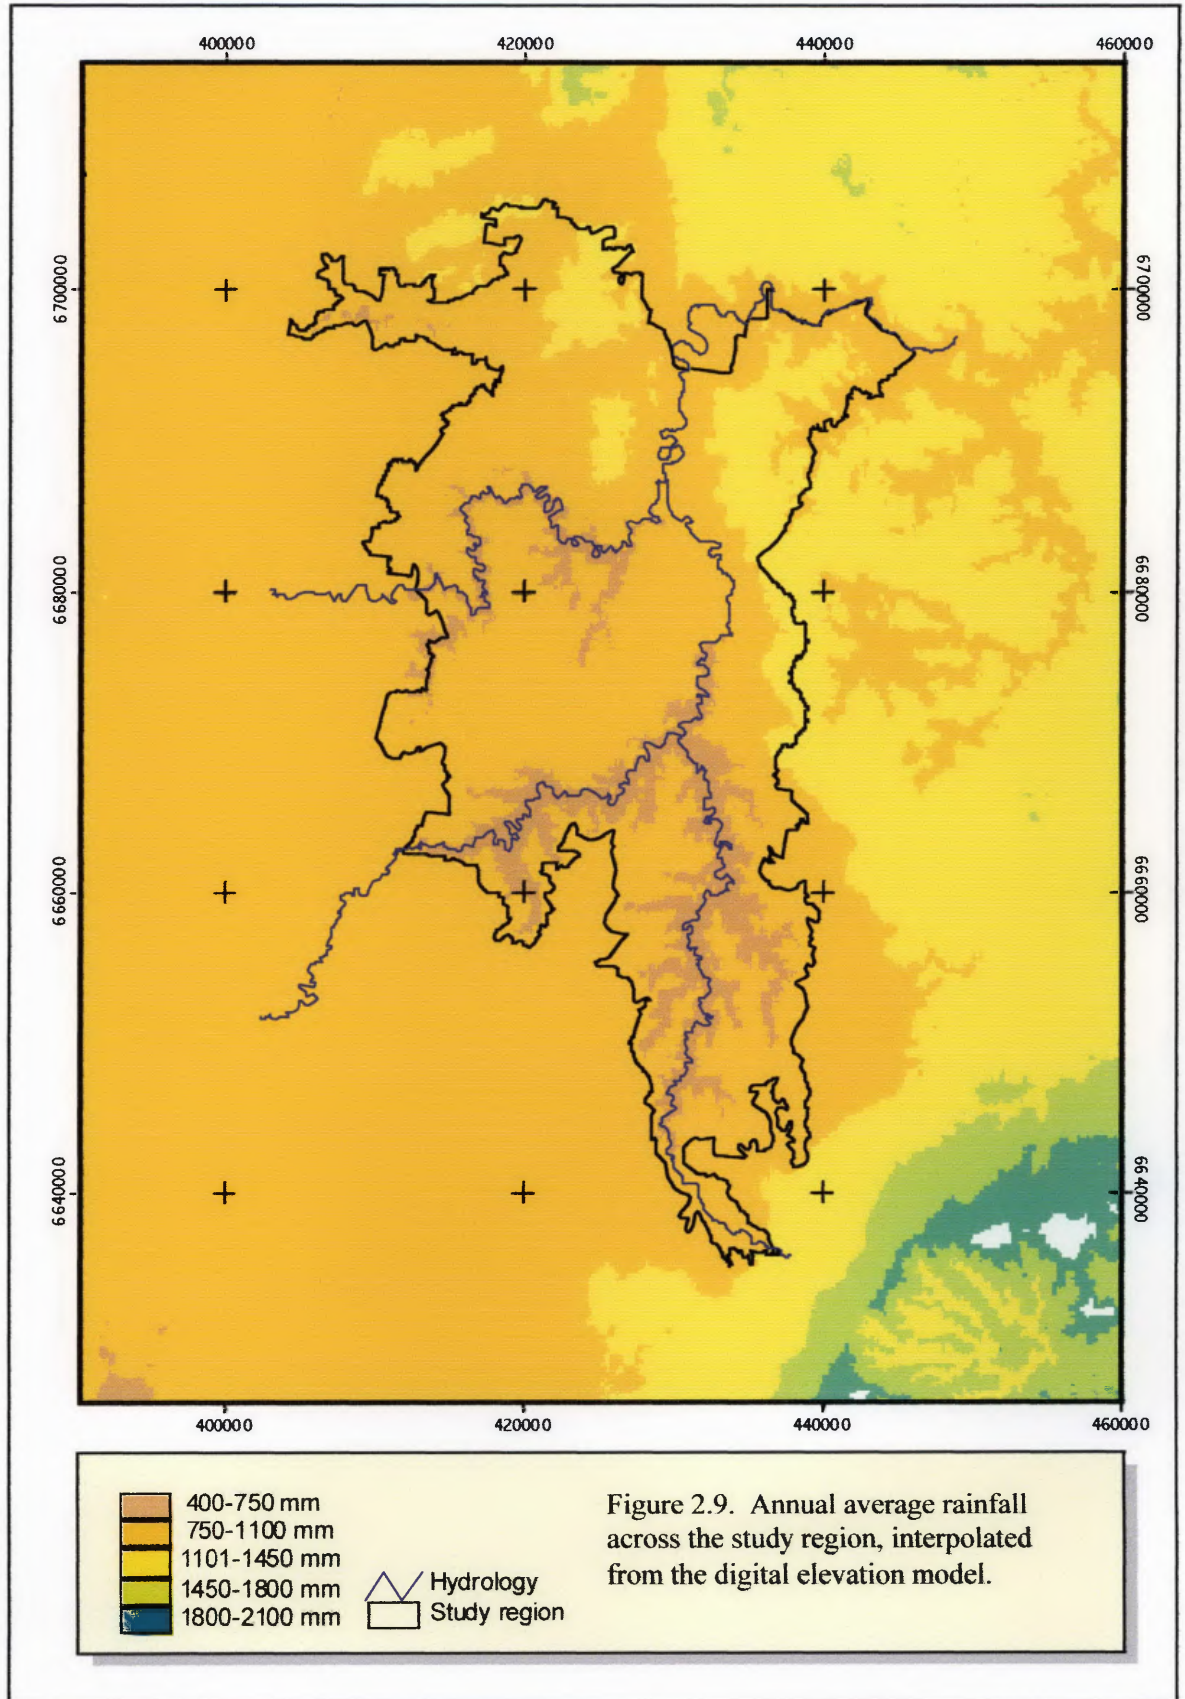 400000 420000 440000 460000
6700000 6700000
6680000 6680000
6660000 6660000
6640000 6640000
400000 420000 440000 460000
400-750 mm
750-1100 mm
1101-1450 mm
1450-1800 mm
1800-2100 mm
Hydrology
Study region
Figure 2.9. Annual average rainfall
across the study region, interpolated
from the digital elevation model.